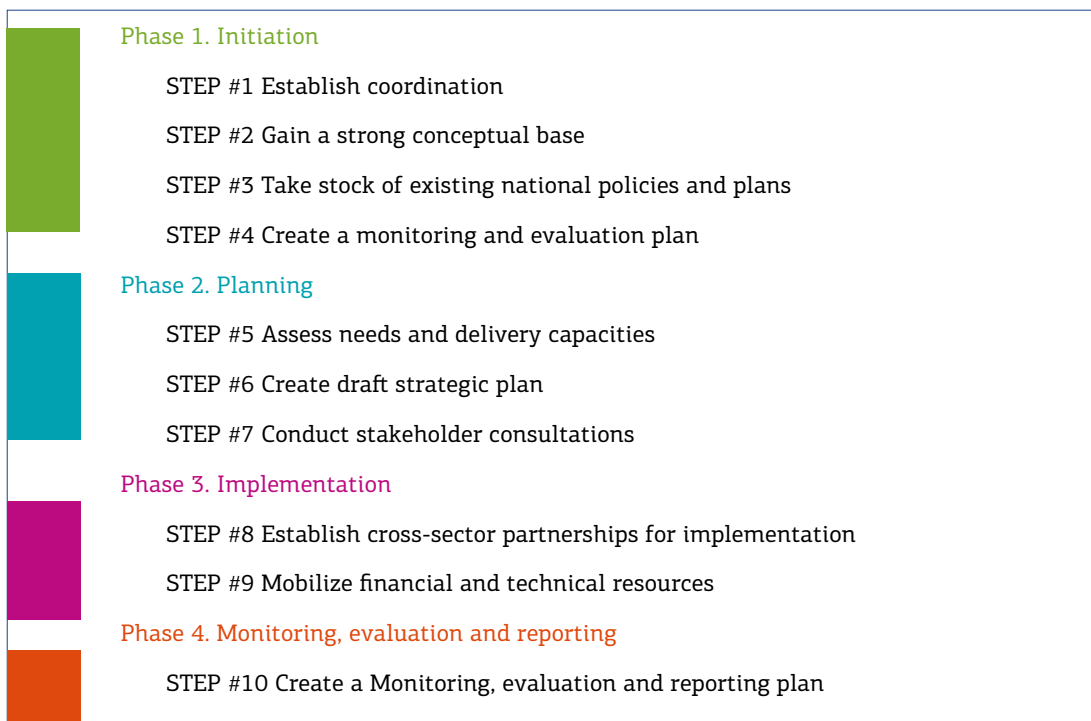 Phase 1. Initiation
STEP #1 Establish coordination
STEP #2 Gain a strong conceptual base
STEP #3 Take stock of existing national policies and plans
STEP #4 Create a monitoring and evaluation plan
Phase 2. Planning
STEP #5 Assess needs and delivery capacities
STEP #6 Create draft strategic plan
STEP #7 Conduct stakeholder consultations
Phase 3. Implementation
STEP #8 Establish cross-sector partnerships for implementation
STEP #9 Mobilize financial and technical resources
Phase 4. Monitoring, evaluation and reporting
STEP #10 Create a Monitoring, evaluation and reporting plan